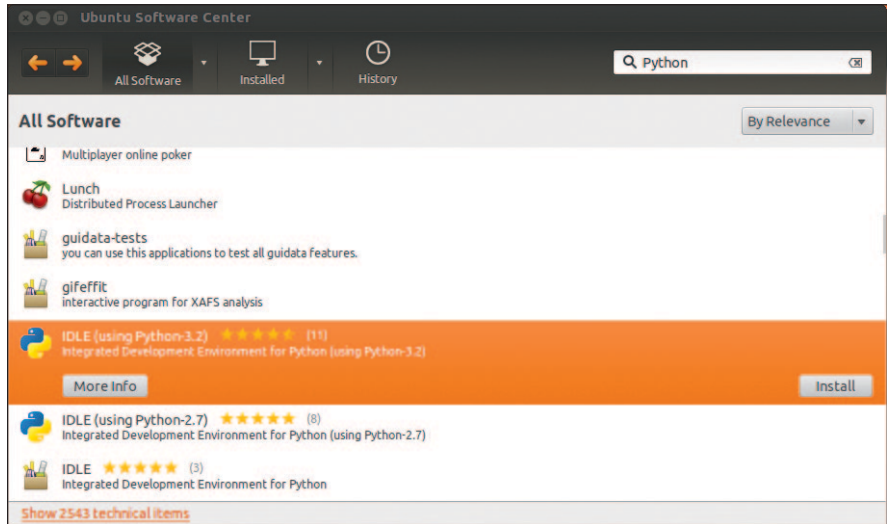 Ubuntu Software Center
All Software
Installed
History
Python
All Software
By Relevance
Multiplayer online poker
Lunch
Distributed Process Launcher
guidata-tests
you can use this applications to test all guidata features.
gifeffit
interactive program for XAFS analysis
IDLE (using Python-3.2) (11)
Integrated Development Environment for Python (using Python-3.2)
More Info
Install
IDLE (using Python-2.7) (8)
Integrated Development Environment for Python (using Python-2.7)
IDLE (3)
Integrated Development Environment for Python
Show 2543 technical items